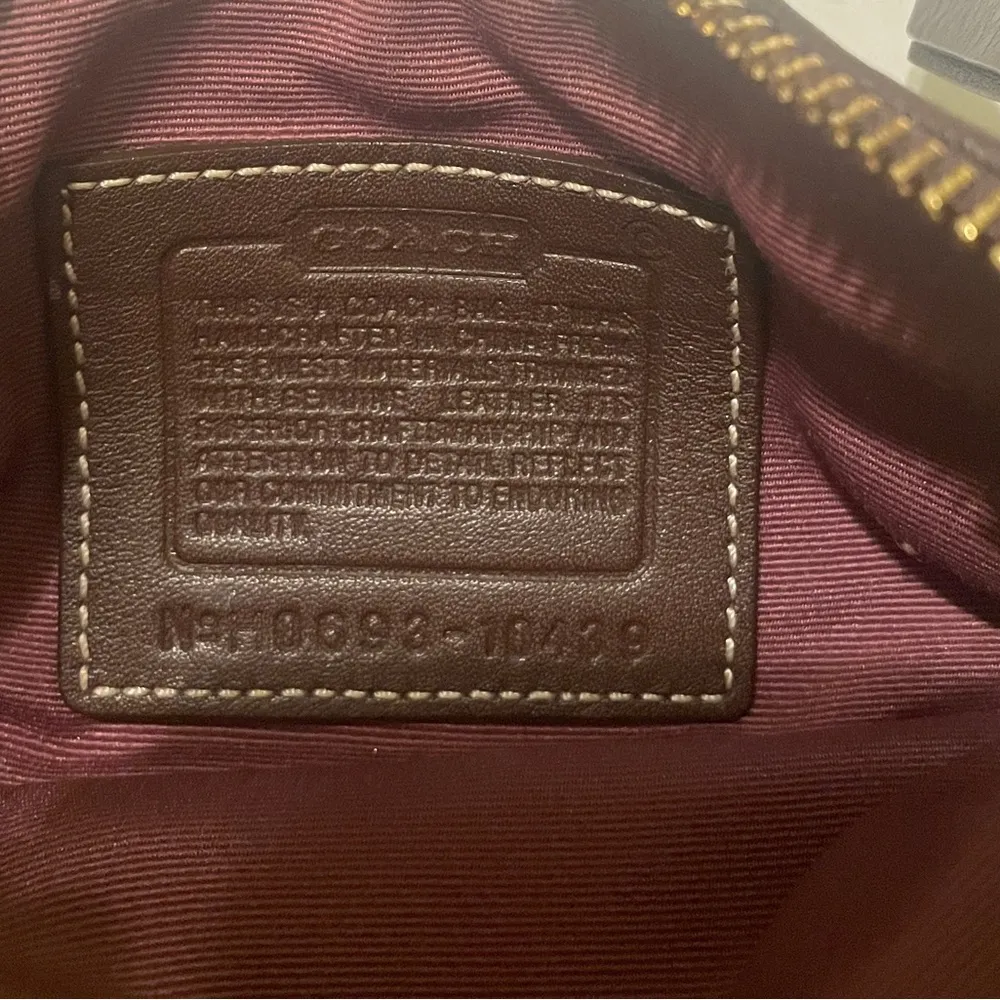 COACH
THIS IS A COACH BAG. IT WAS
HANDCRAFTED IN CHINA FROM
THE FINEST MATERIALS TRIMMED
WITH GENUINE LEATHER. ITS
SUPERIOR CRAFTSMANSHIP AND
ATTENTION TO DETAIL REFLECT
OUR COMMITMENT TO ENDURING
QUALITY.
Nº 0693-10439